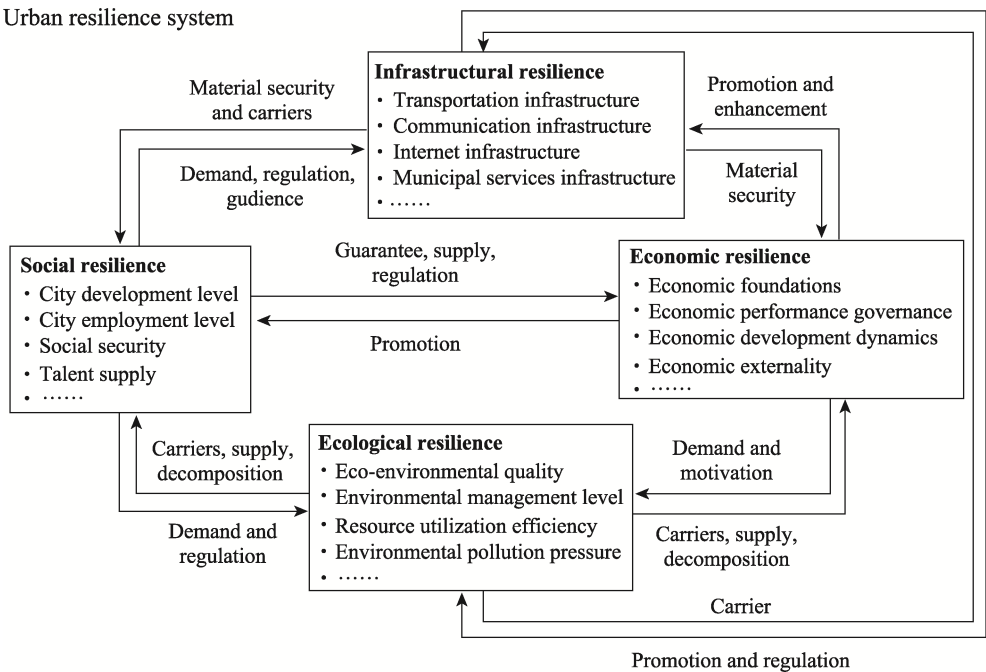 Urban resilience system
Infrastructural resilience
· Transportation infrastructure
· Communication infrastructure
· Internet infrastructure
· Municipal services infrastructure
· ……
Material security
and carriers
Demand, regulation,
gudience
Promotion and
enhancement
Material
security
Social resilience
· City development level
· City employment level
· Social security
· Talent supply
· ……
Guarantee, supply,
regulation
Promotion
Economic resilience
· Economic foundations
· Economic performance governance
· Economic development dynamics
· Economic externality
· ……
Carriers, supply,
decomposition
Demand and
regulation
Ecological resilience
· Eco-environmental quality
· Environmental management level
· Resource utilization efficiency
· Environmental pollution pressure
· ……
Demand and
motivation
Carriers, supply,
decomposition
Carrier
Promotion and regulation